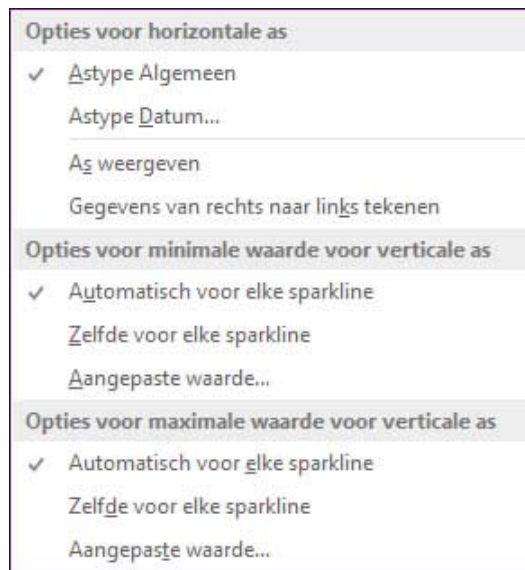 Opties voor horizontale as
Astype Algemeen
Astype Datum...
As weergeven
Gegevens van rechts naar links tekenen
Opties voor minimale waarde voor verticale as
Automatisch voor elke sparkline
Zelfde voor elke sparkline
Aangepaste waarde...
Opties voor maximale waarde voor verticale as
Automatisch voor elke sparkline
Zelfde voor elke sparkline
Aangepaste waarde...